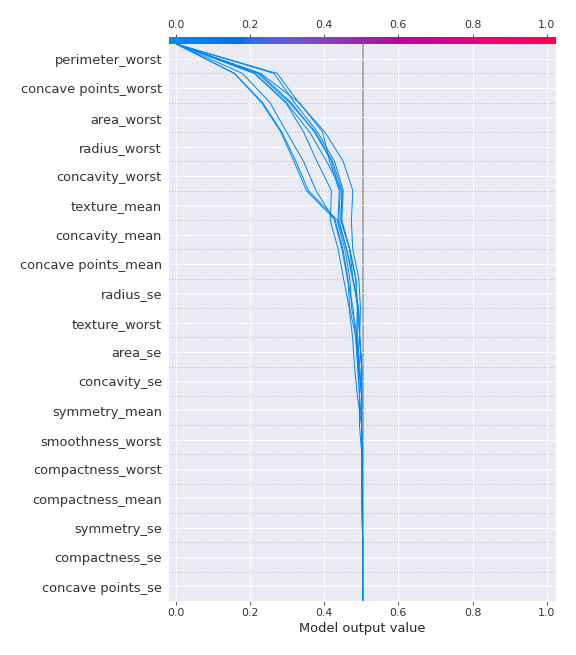 0.0 0.2 0.4 0.6 0.8 1.0
perimeter_worst
concave points_worst
area_worst
radius_worst
concavity_worst
texture_mean
concavity_mean
concave points_mean
radius_se
texture_worst
area_se
concavity_se
symmetry_mean
smoothness_worst
compactness_worst
compactness_mean
symmetry_se
compactness_se
concave points_se
0.0 0.2 0.4 0.6 0.8 1.0
Model output value